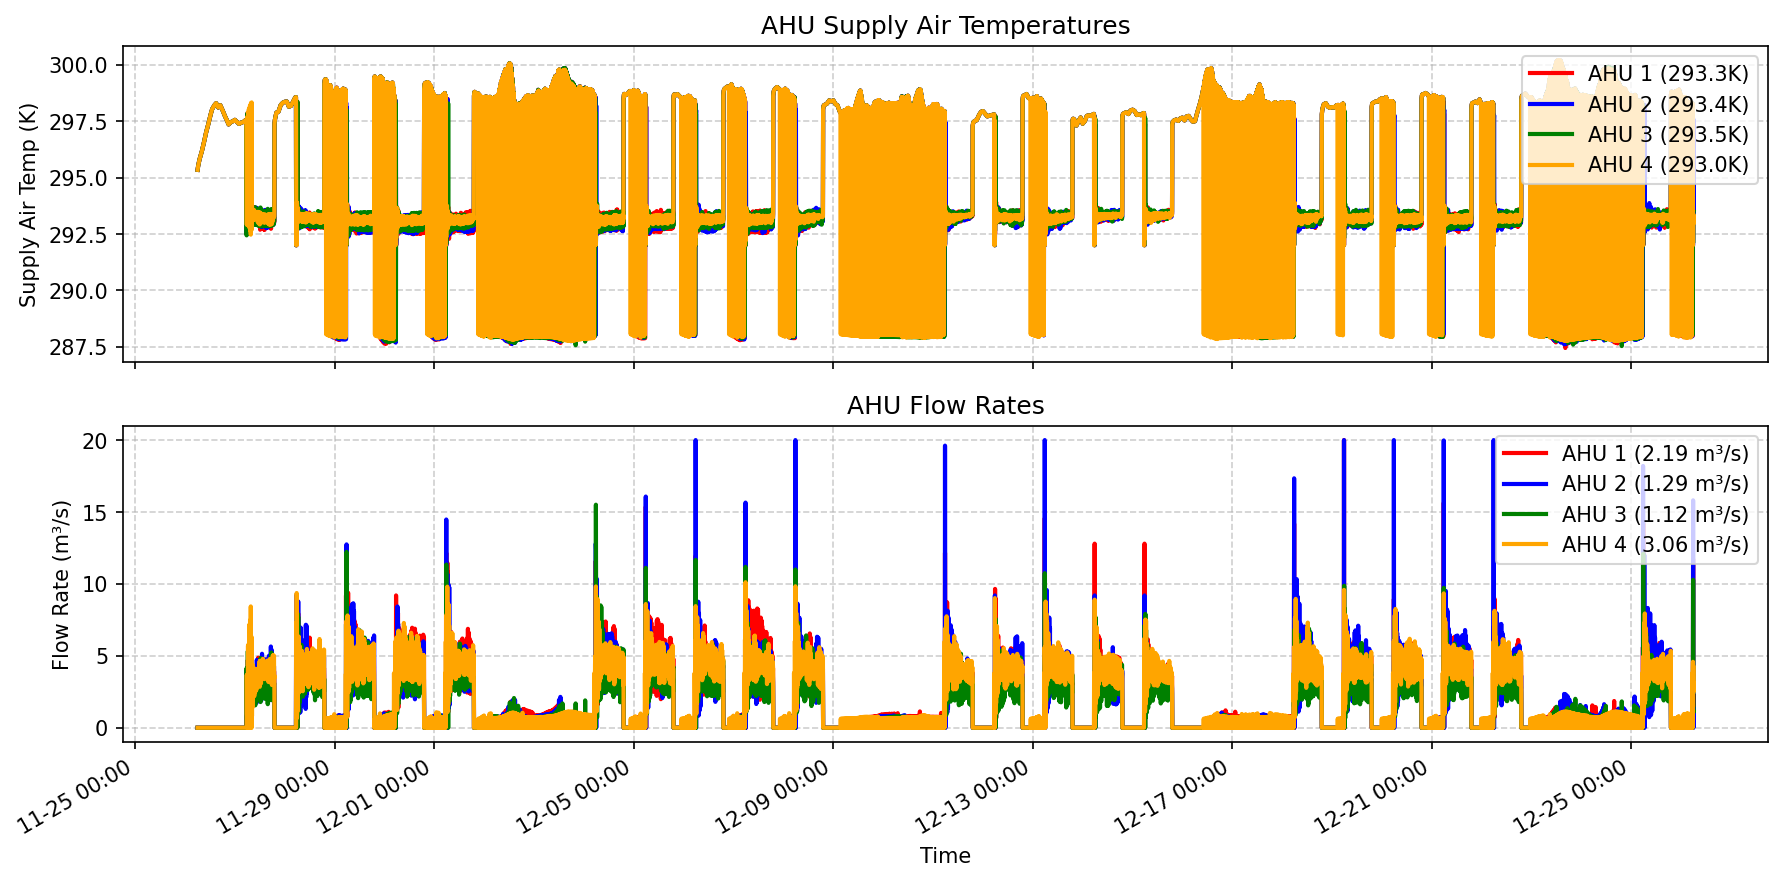 AHU Supply Air Temperatures
Supply Air Temp (K)
300.0
297.5
295.0
292.5
290.0
287.5
AHU 1 (293.3K)
AHU 2 (293.4K)
AHU 3 (293.5K)
AHU 4 (293.0K)
AHU Flow Rates
Flow Rate (m³/s)
20
15
10
5
0
AHU 1 (2.19 m³/s)
AHU 2 (1.29 m³/s)
AHU 3 (1.12 m³/s)
AHU 4 (3.06 m³/s)
11-25 00:00
11-29 00:00
12-01 00:00
12-05 00:00
12-09 00:00
12-13 00:00
12-17 00:00
12-21 00:00
12-25 00:00
Time